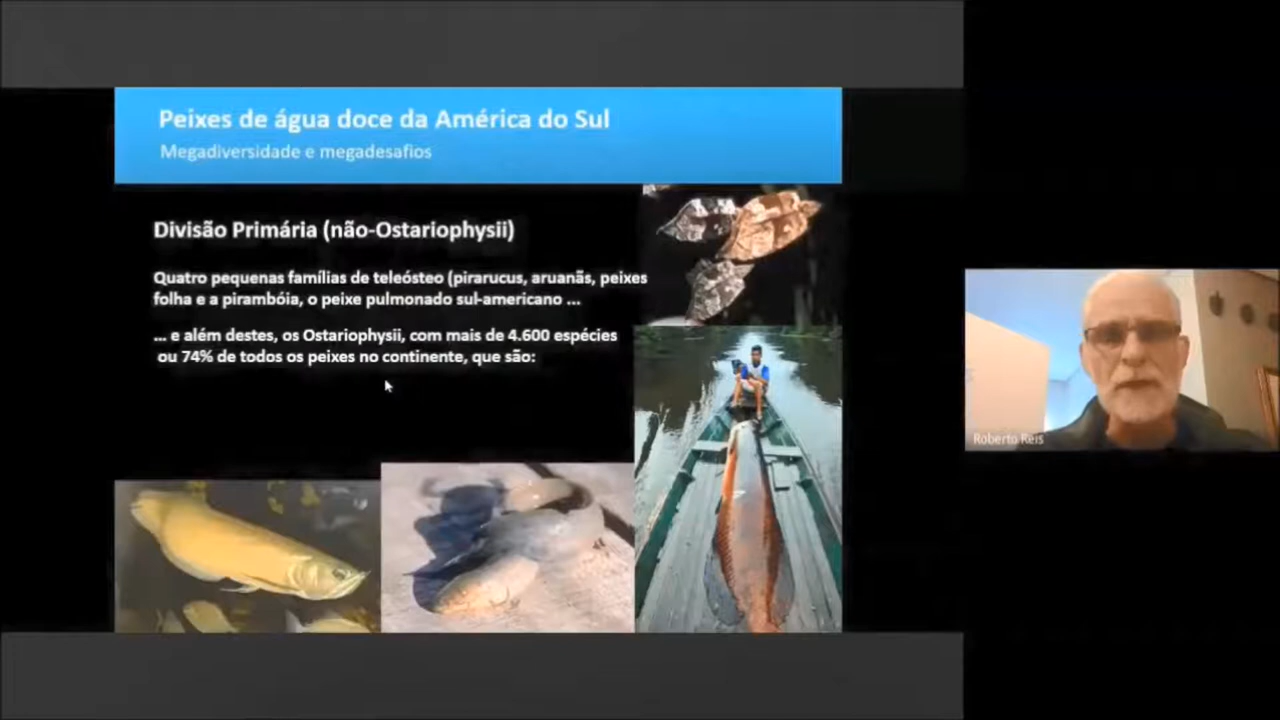 Peixes de água doce da América do Sul
Megadiversidade e megadesafios
Divisão Primária (não-Ostariophysii)
Quatro pequenas famílias de teleósteo (pirarucus, aruanãs, peixes
folha e a pirambóia, o peixe pulmonado sul-americano ...
... e além destes, os Ostariophysii, com mais de 4.600 espécies
ou 74% de todos os peixes no continente, que são:
Roberto Reis